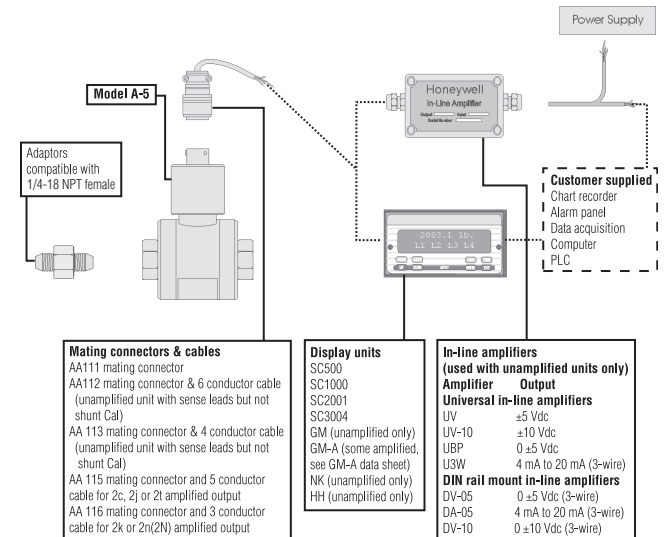 Power Supply
Model A-5
Honeywell
In-Line Amplifier
Output Input
Serial Number
Adaptors
compatible with
1/4-18 NPT female
2003.1 lb.
L1 L2 L3 L4
Customer supplied
Chart recorder
Alarm panel
Data acquisition
Computer
PLC
Mating connectors & cables
AA111 mating connector
AA112 mating connector & 6 conductor cable
(unamplified unit with sense leads but not
shunt Cal)
AA 113 mating connector & 4 conductor cable
(unamplified unit with sense leads but not
shunt Cal)
AA 115 mating connector and 5 conductor
cable for 2c, 2j or 2t amplified output
AA 116 mating connector and 3 conductor
cable for 2k or 2n(2N) amplified output
Display units
SC500
SC1000
SC2001
SC3004
GM (unamplified only)
GM-A (some amplified,
see GM-A data sheet)
NK (unamplified only)
HH (unamplified only)
In-line amplifiers
(used with unamplified units only)
Amplifier Output
Universal in-line amplifiers
UV ±5 Vdc
UV-10 ±10 Vdc
UBP 0 ±5 Vdc
U3W 4 mA to 20 mA (3-wire)
DIN rail mount in-line amplifiers
DV-05 0 ±5 Vdc (3-wire)
DA-05 4 mA to 20 mA (3-wire)
DV-10 0 ±10 Vdc (3-wire)